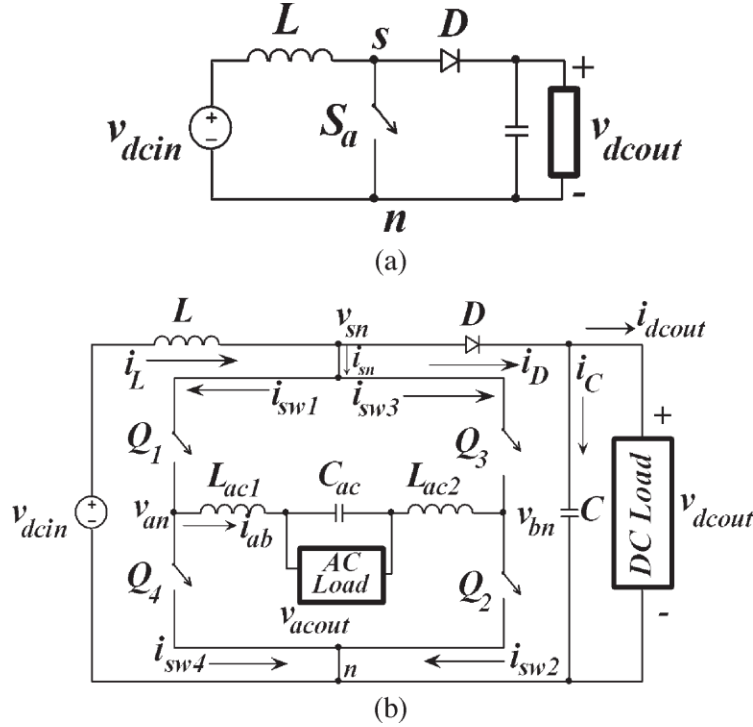 L
s
D
v_dcin
+
−
S_a
+
v_dcout
-
n
(a)
L
v_sn
D
i_dcout
i_L
i_sn
i_D
i_C
i_sw1
i_sw3
+
Q_1
Q_3
L_ac1
C_ac
L_ac2
v_dcin
+
−
v_an
i_ab
v_bn
C
DC Load
v_dcout
AC
Load
Q_4
Q_2
v_acout
-
i_sw4
n
i_sw2
(b)